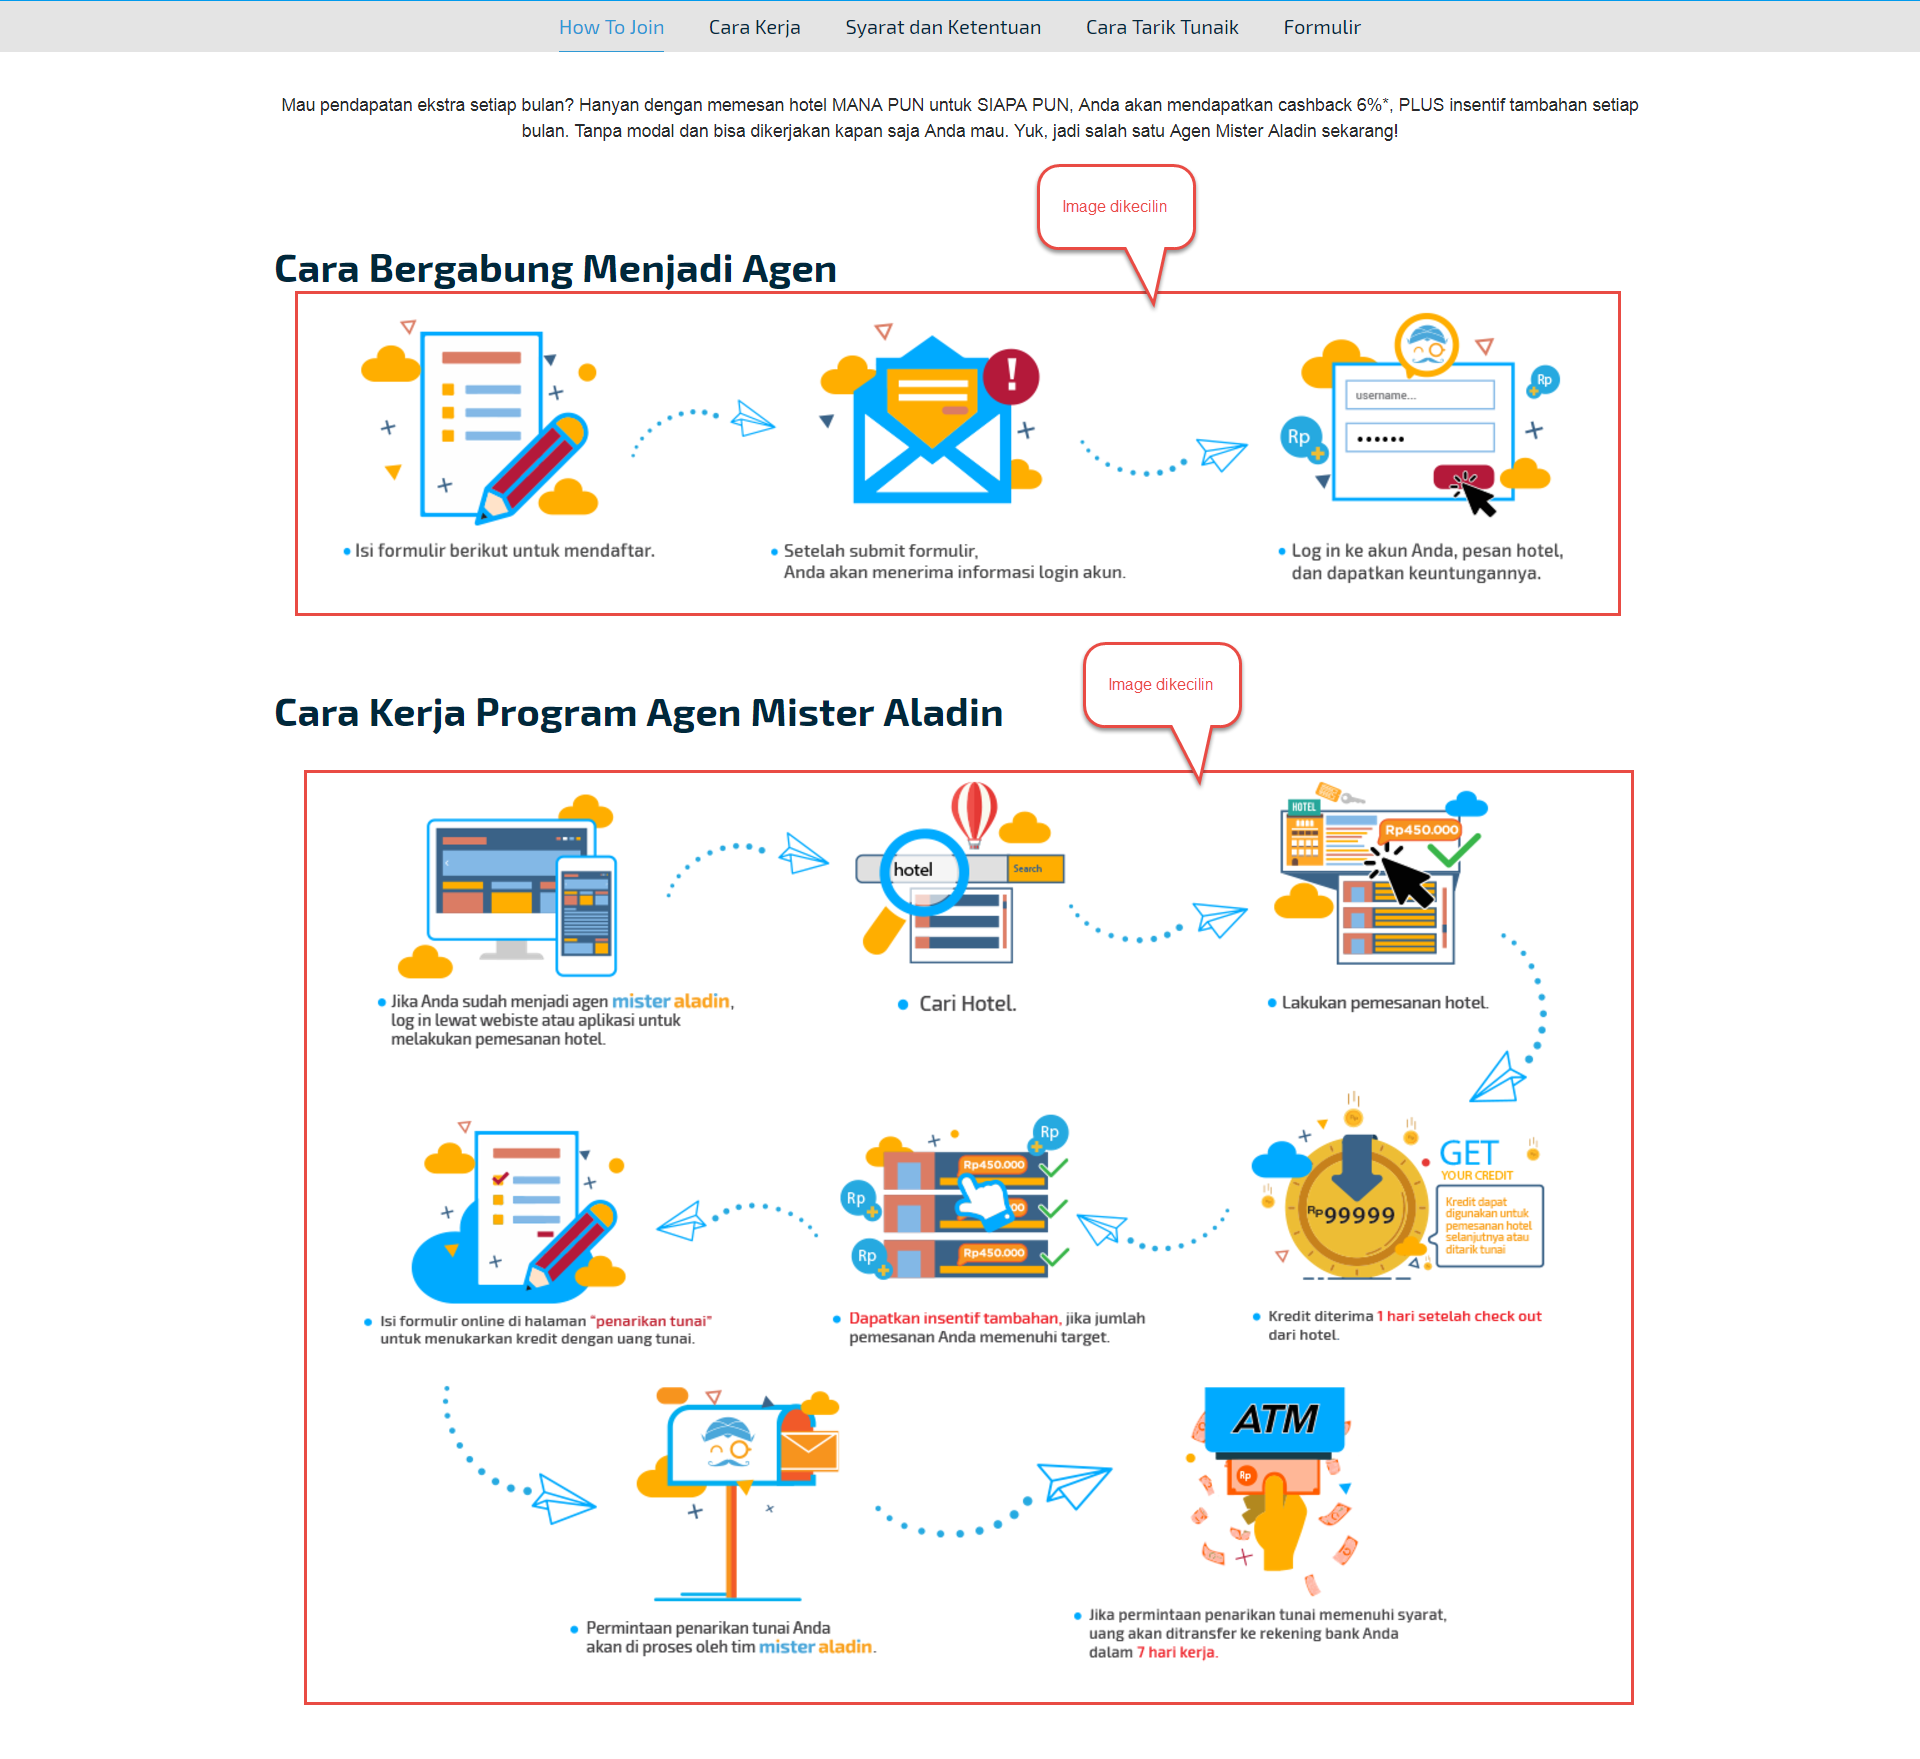 How To Join Cara Kerja Syarat dan Ketentuan Cara Tarik Tunaik Formulir
Mau pendapatan ekstra setiap bulan? Hanyan dengan memesan hotel MANA PUN untuk SIAPA PUN, Anda akan mendapatkan cashback 6%*, PLUS insentif tambahan setiap
bulan. Tanpa modal dan bisa dikerjakan kapan saja Anda mau. Yuk, jadi salah satu Agen Mister Aladin sekarang!
Image dikecilin
Cara Bergabung Menjadi Agen
!
username...
Rp
Rp
• Isi formulir berikut untuk mendaftar.
• Setelah submit formulir,
Anda akan menerima informasi login akun.
• Log in ke akun Anda, pesan hotel,
dan dapatkan keuntungannya.
Image dikecilin
Cara Kerja Program Agen Mister Aladin
hotel
Search
HOTEL
Rp450.000
• Jika Anda sudah menjadi agen mister aladin,
log in lewat webiste atau aplikasi untuk
melakukan pemesanan hotel.
• Cari Hotel.
• Lakukan pemesanan hotel.
Rp
Rp450.000
Rp
00
Rp
Rp450.000
Rp99999
GET
YOUR CREDIT
Kredit dapat
digunakan untuk
pemesanan hotel
selanjutnya atau
ditarik tunai
• Isi formulir online di halaman “penarikan tunai”
untuk menukarkan kredit dengan uang tunai.
• Dapatkan insentif tambahan, jika jumlah
pemesanan Anda memenuhi target.
• Kredit diterima 1 hari setelah check out
dari hotel.
ATM
Rp
• Permintaan penarikan tunai Anda
akan di proses oleh tim mister aladin.
• Jika permintaan penarikan tunai memenuhi syarat,
uang akan ditransfer ke rekening bank Anda
dalam 7 hari kerja.